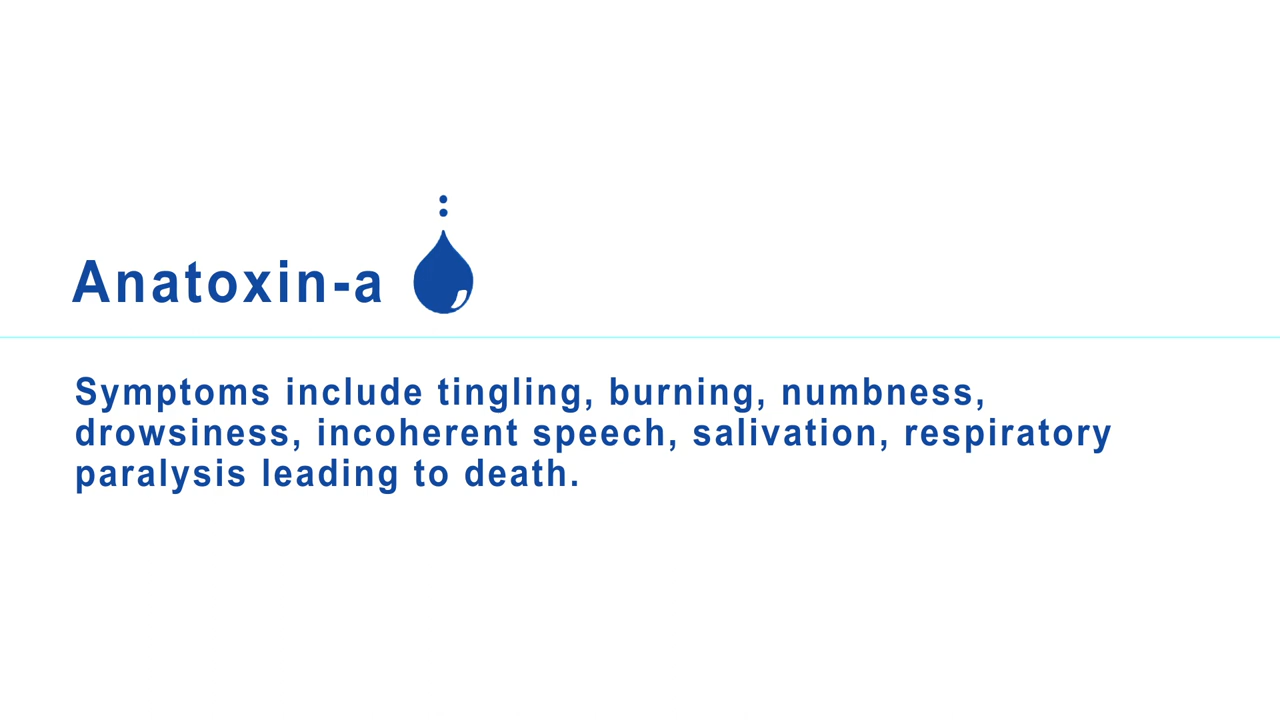 Anatoxin-a
Symptoms include tingling, burning, numbness,
drowsiness, incoherent speech, salivation, respiratory
paralysis leading to death.